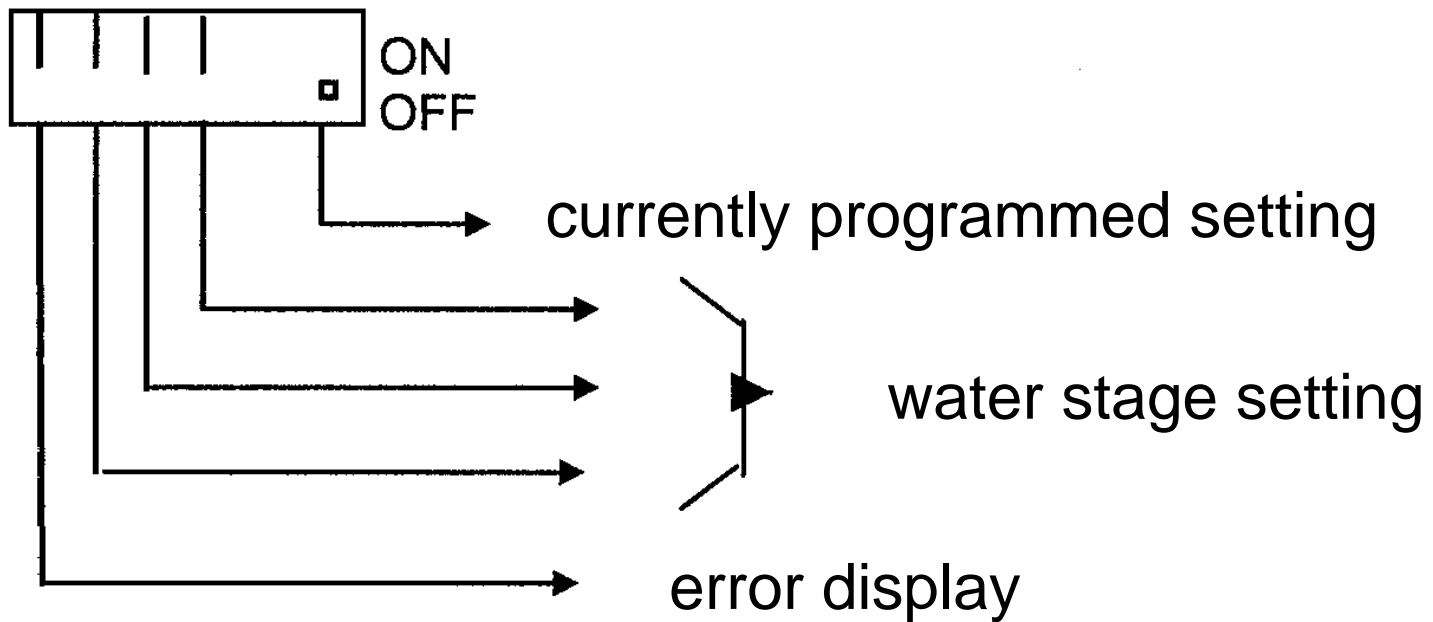 ON
OFF
currently programmed setting
water stage setting
error display